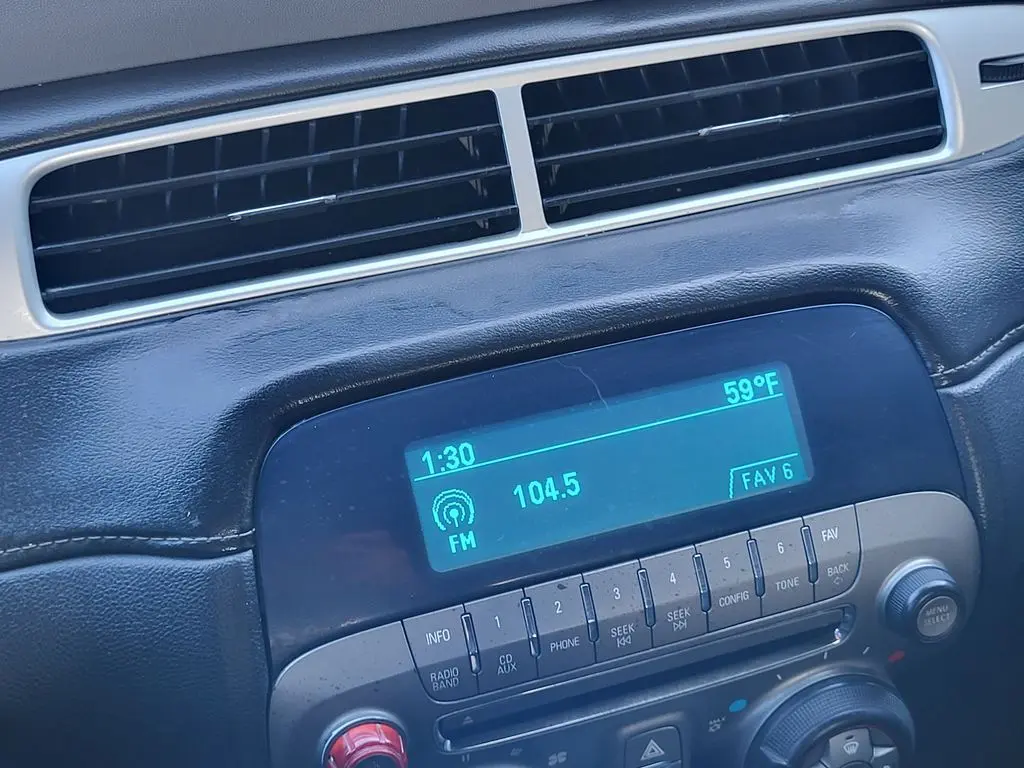 1:30
59°F
104.5
FM
FAV 6
INFO
1
2
3
4
5
6
FAV
RADIO
BAND
CD
AUX
PHONE
SEEK
SEEK
CONFIG
TONE
BACK
MENU
SELECT
MAX